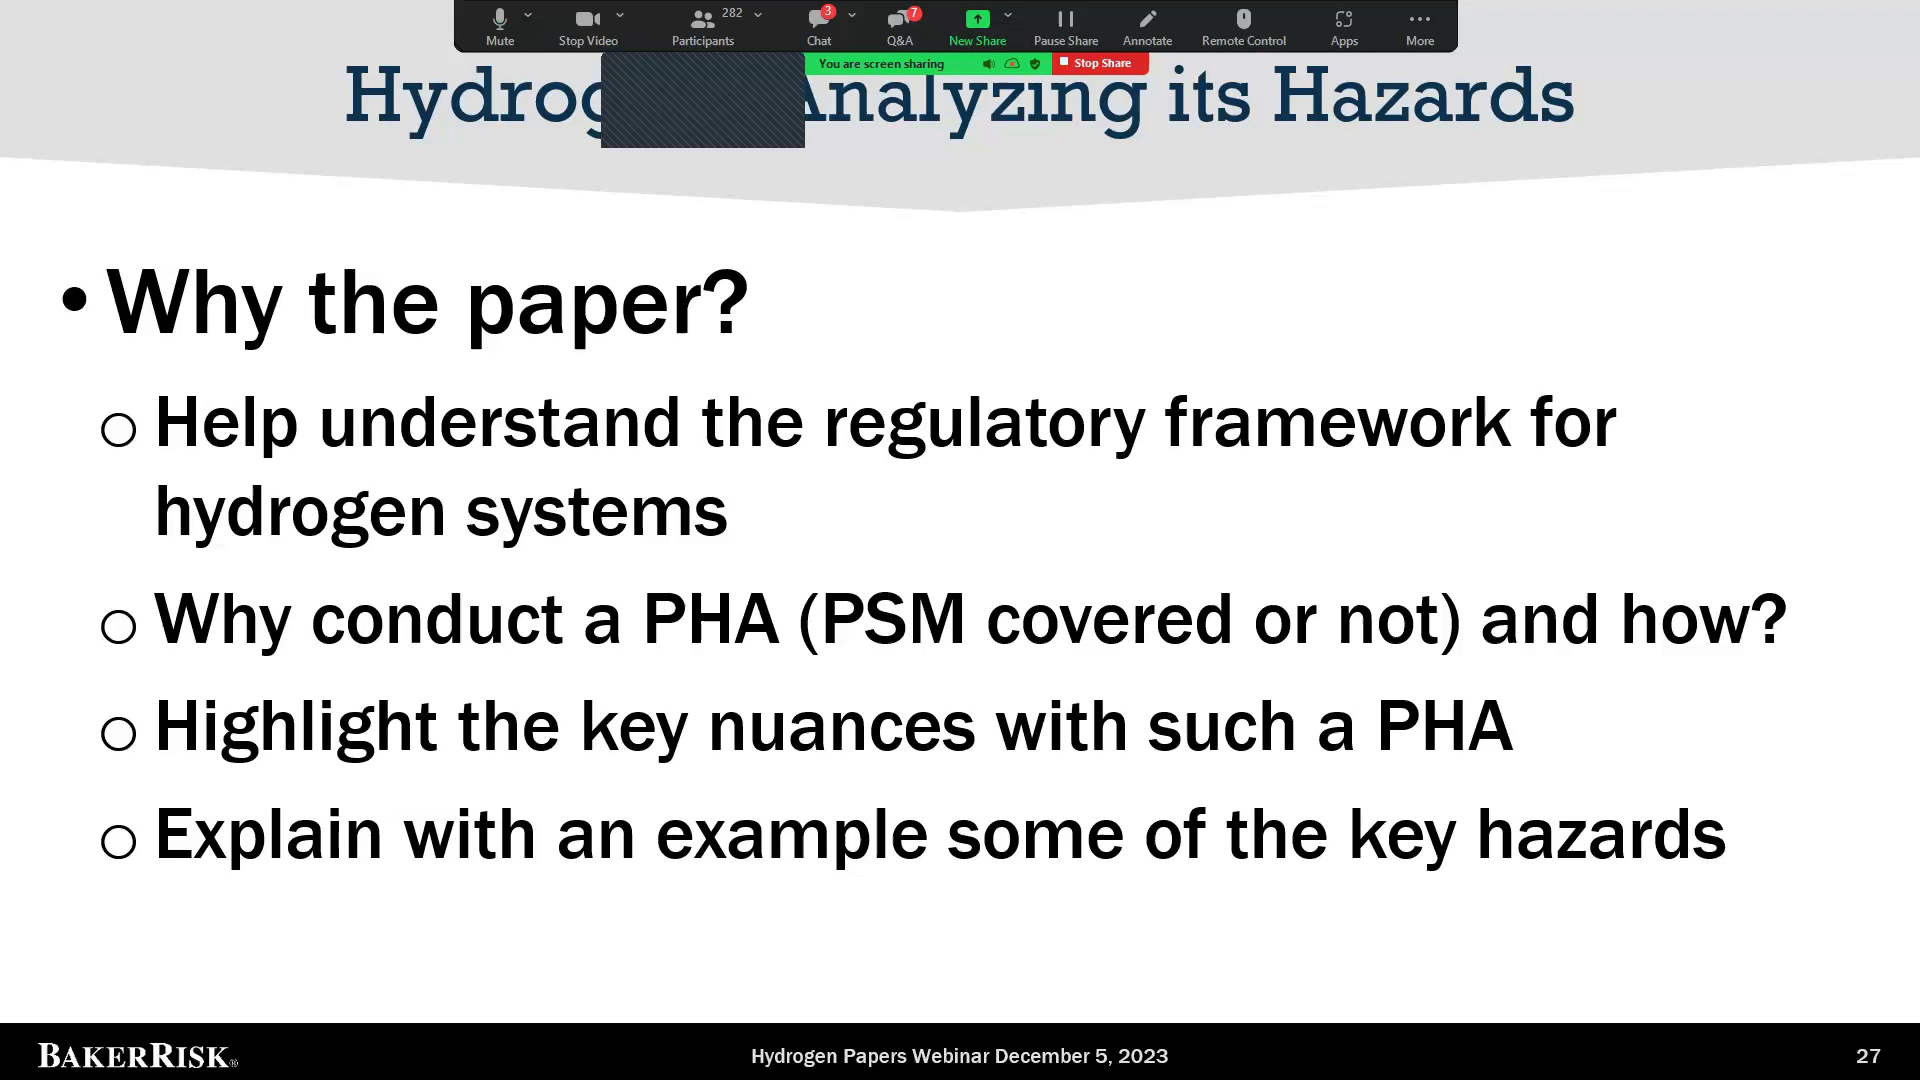 282
3
7
Mute
Stop Video
Participants
Chat
Q&A
New Share
Pause Share
Annotate
Remote Control
Apps
More
You are screen sharing
Stop Share
Analyzing its Hazards
• Why the paper?
o Help understand the regulatory framework for
hydrogen systems
o Why conduct a PHA (PSM covered or not) and how?
o Highlight the key nuances with such a PHA
o Explain with an example some of the key hazards
BAKERRISK®
Hydrogen Papers Webinar December 5, 2023
27